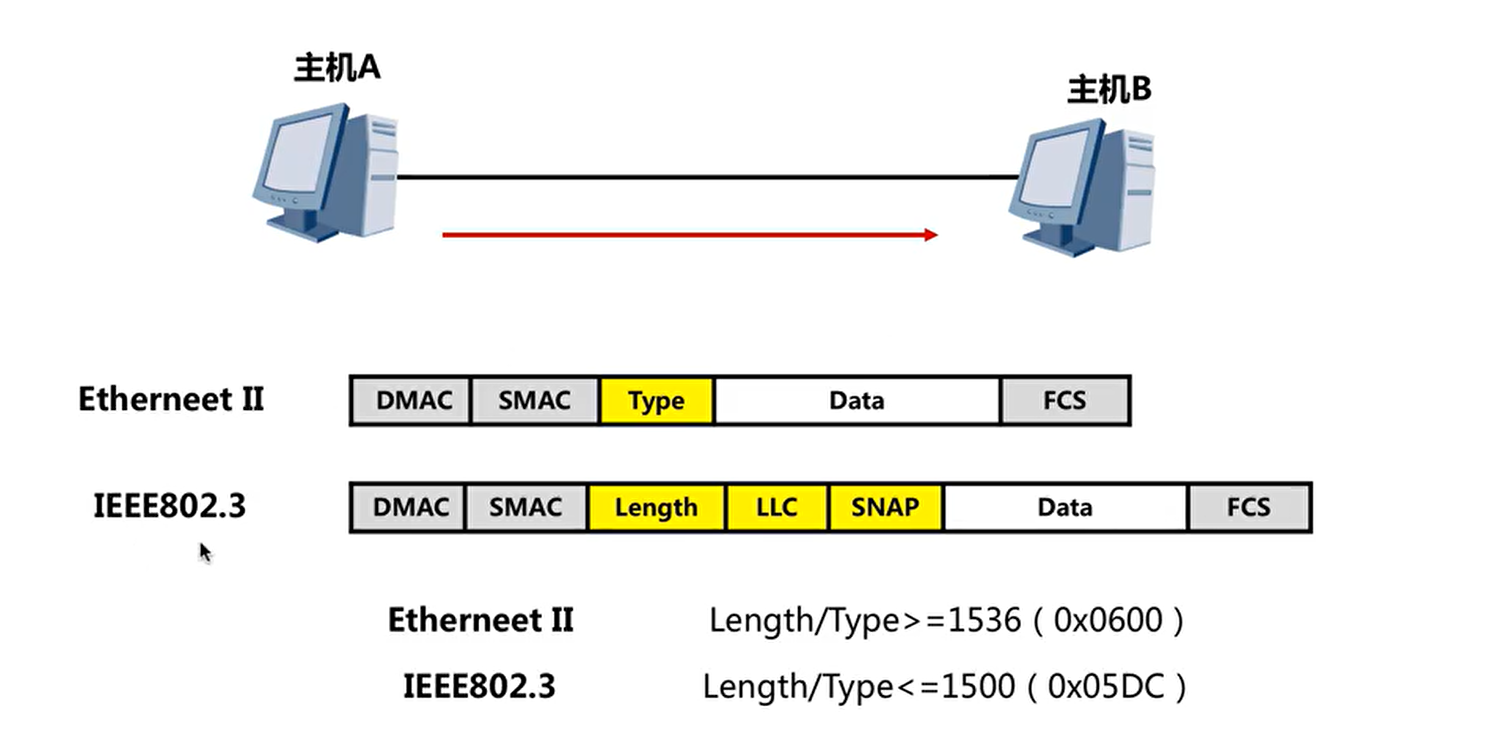 主机A
主机B
Etherneet II
DMAC SMAC Type Data FCS
IEEE802.3
DMAC SMAC Length LLC SNAP Data FCS
Etherneet II Length/Type>=1536 ( 0x0600 )
IEEE802.3 Length/Type<=1500 ( 0x05DC )